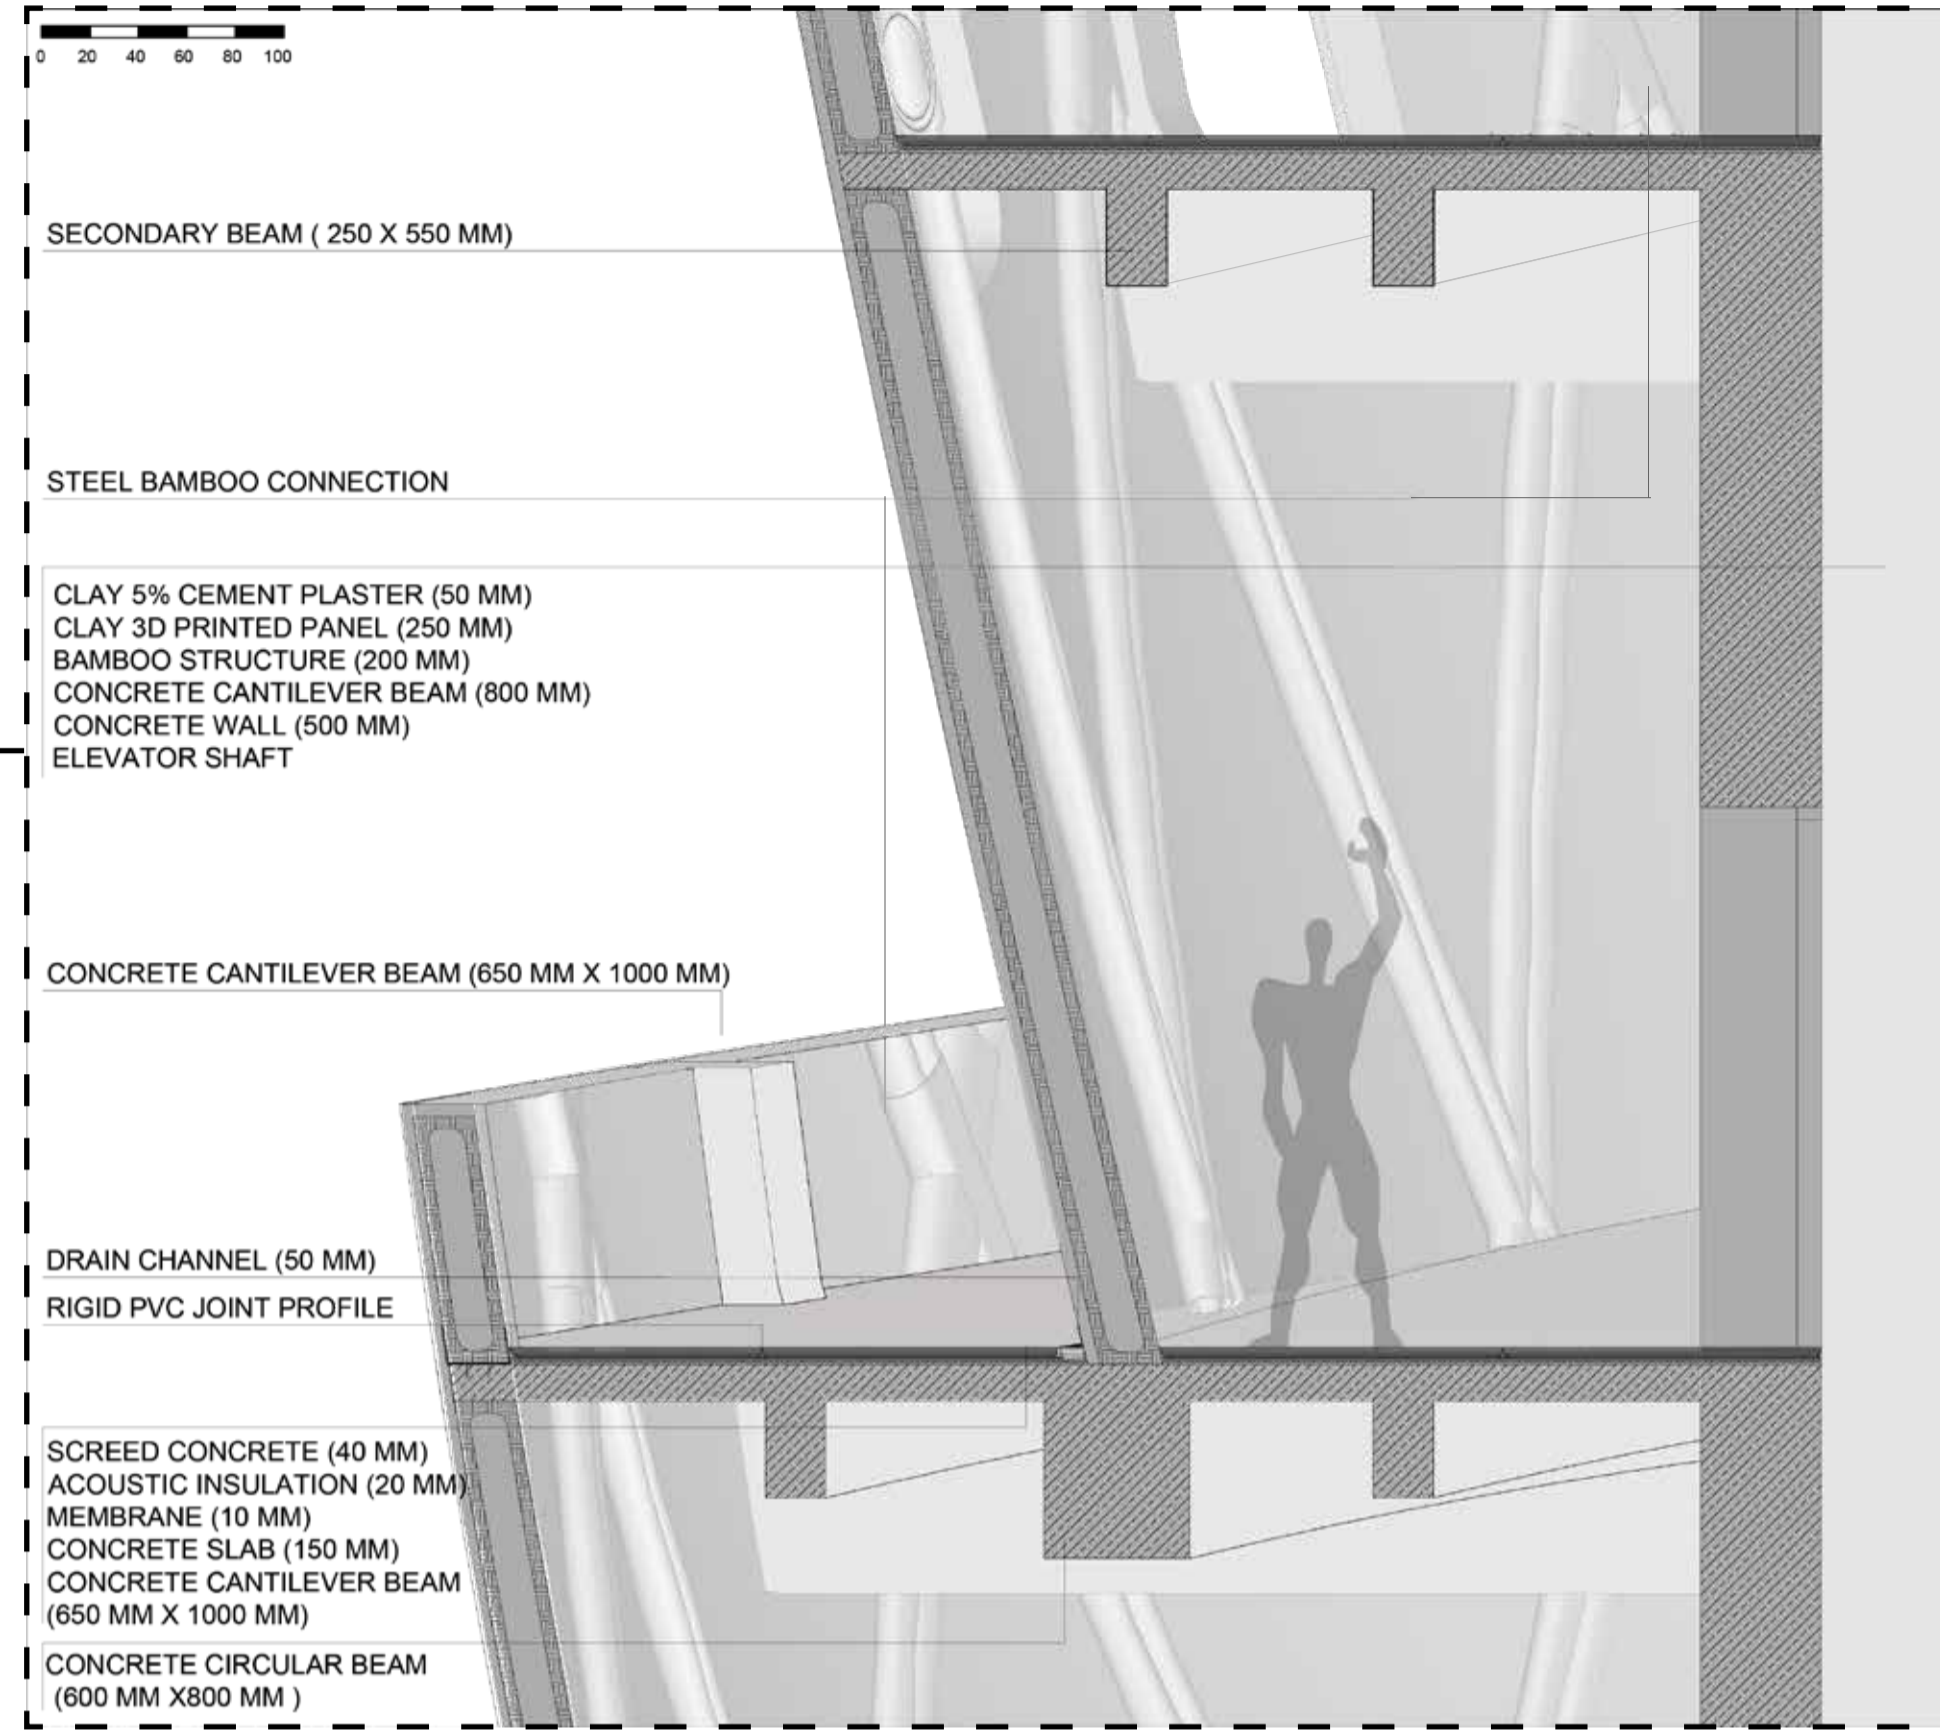 0 20 40 60 80 100
SECONDARY BEAM ( 250 X 550 MM)
STEEL BAMBOO CONNECTION
CLAY 5% CEMENT PLASTER (50 MM)
CLAY 3D PRINTED PANEL (250 MM)
BAMBOO STRUCTURE (200 MM)
CONCRETE CANTILEVER BEAM (800 MM)
CONCRETE WALL (500 MM)
ELEVATOR SHAFT
CONCRETE CANTILEVER BEAM (650 MM X 1000 MM)
DRAIN CHANNEL (50 MM)
RIGID PVC JOINT PROFILE
SCREED CONCRETE (40 MM)
ACOUSTIC INSULATION (20 MM)
MEMBRANE (10 MM)
CONCRETE SLAB (150 MM)
CONCRETE CANTILEVER BEAM
(650 MM X 1000 MM)
CONCRETE CIRCULAR BEAM
(600 MM X800 MM )